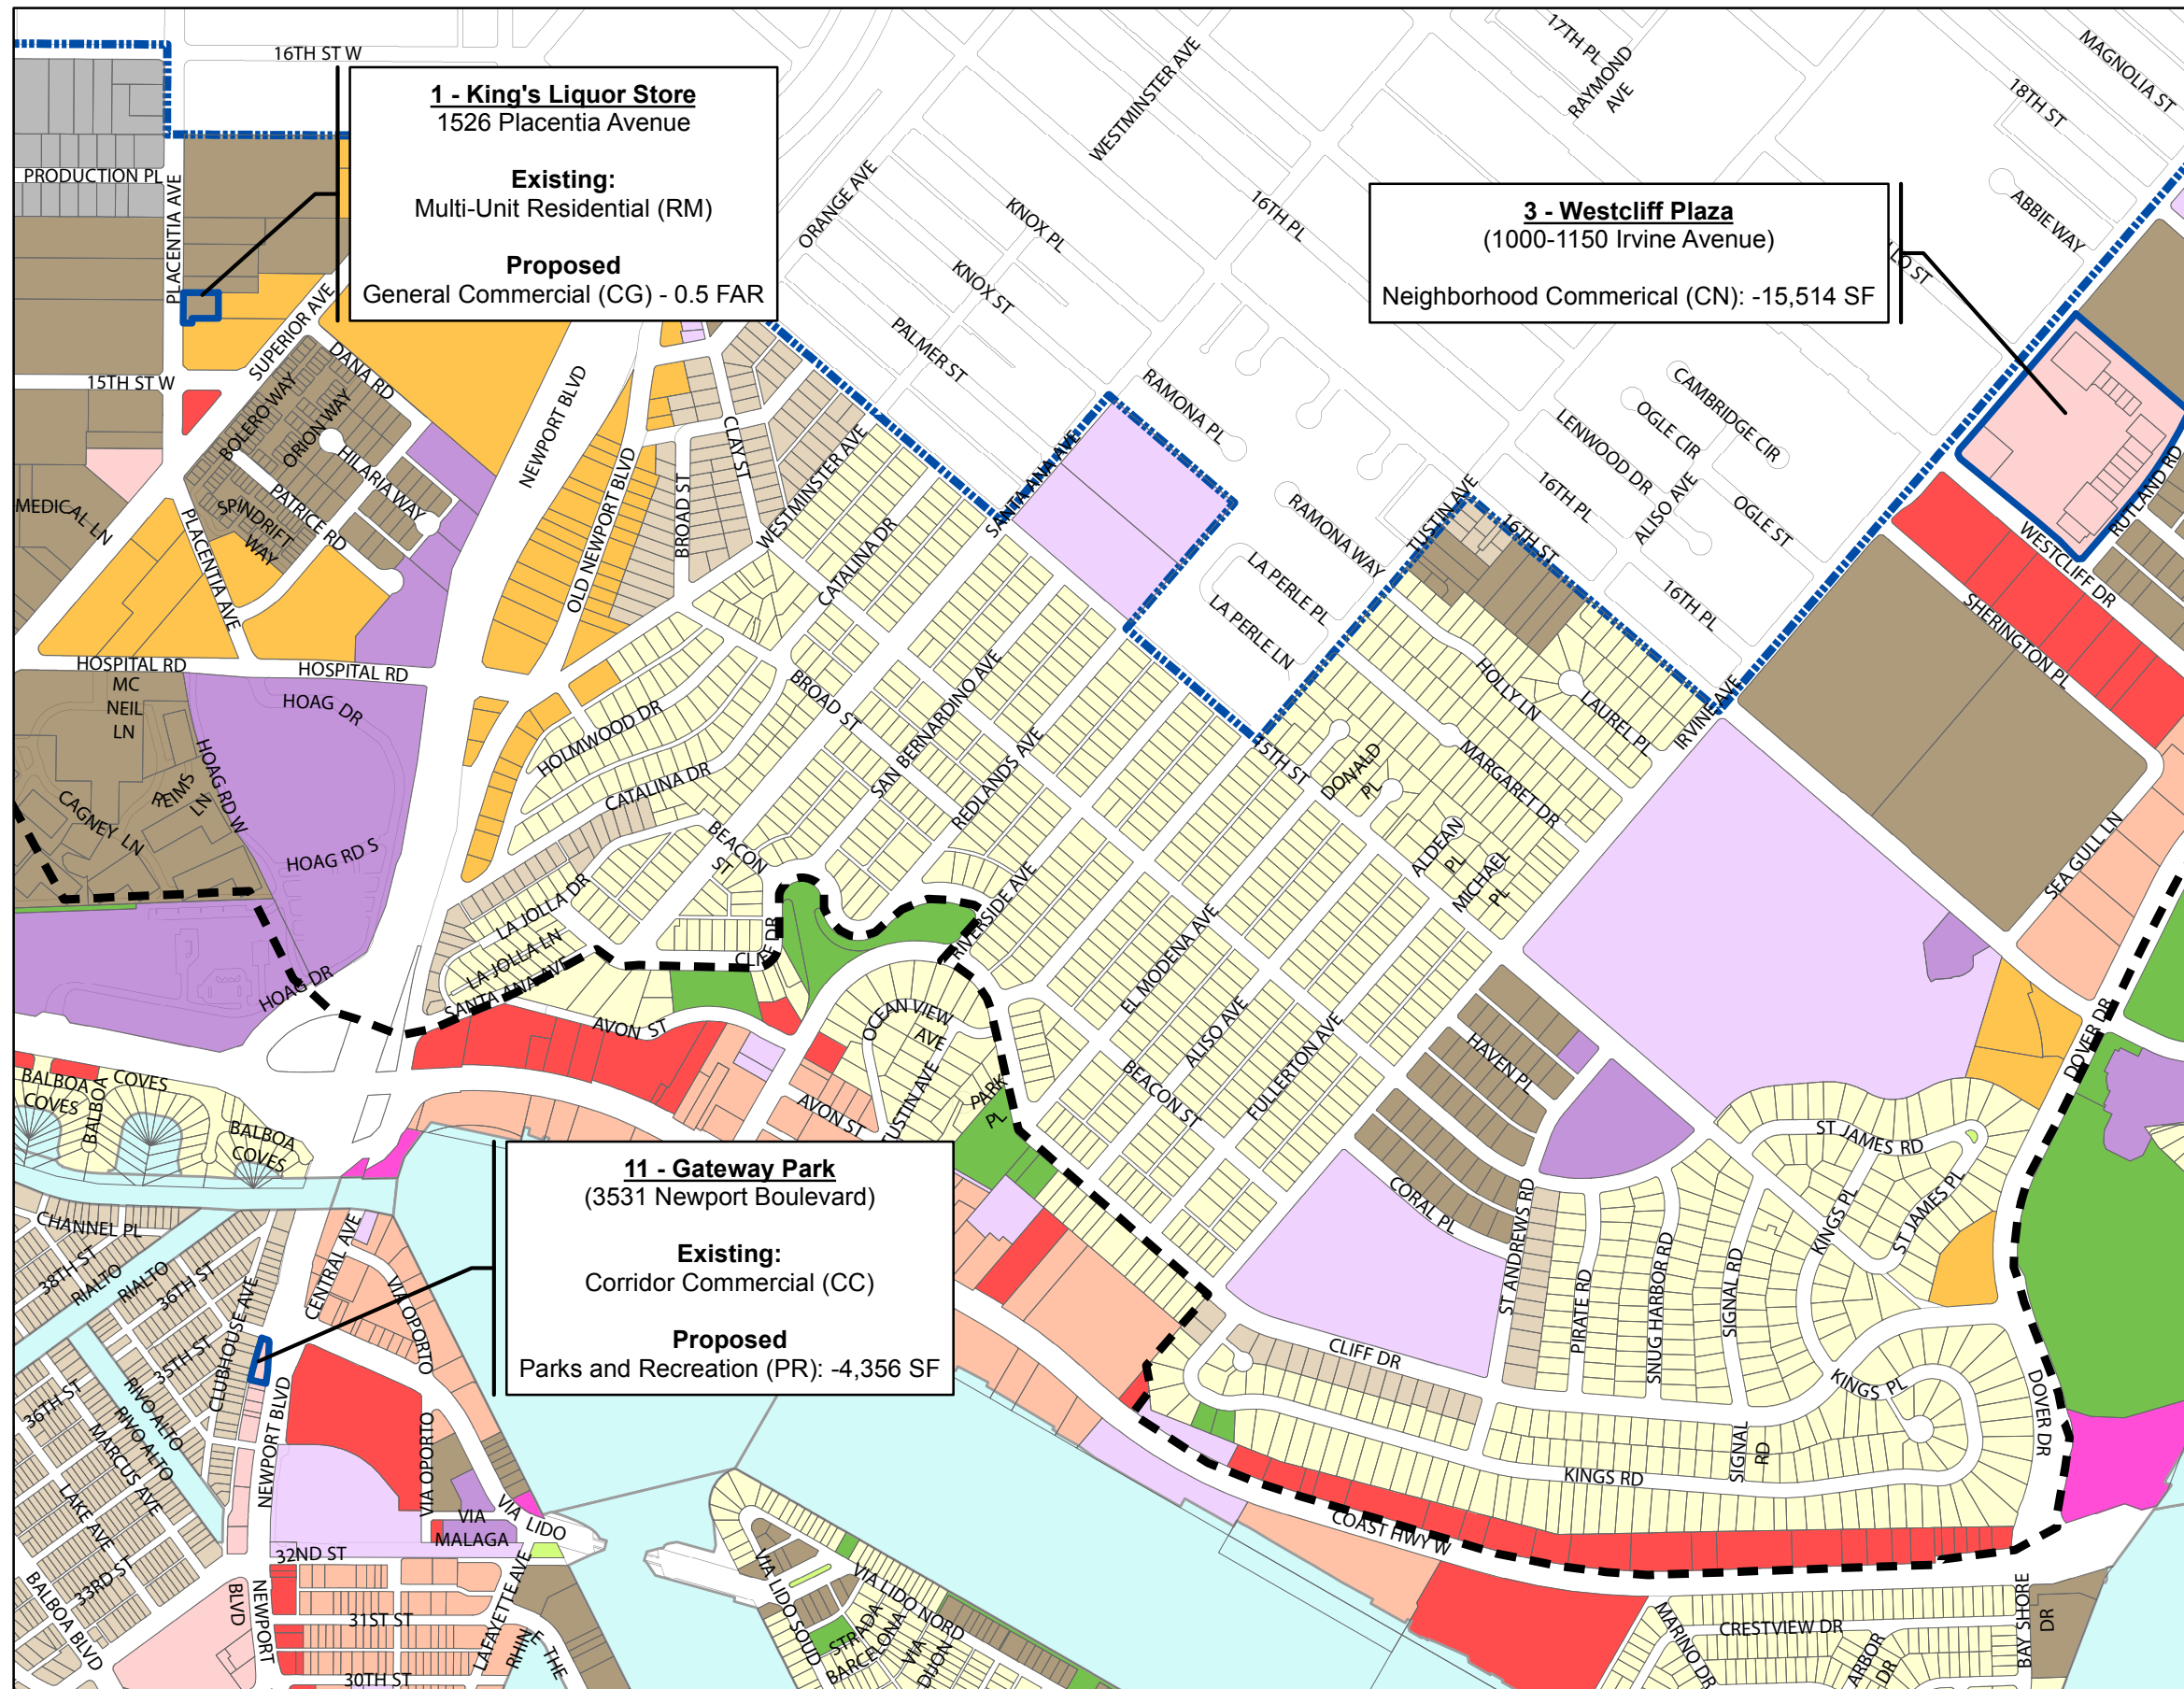 16TH ST W
WESTMINSTER AVE
17TH PL
RAYMOND
AVE
MAGNOLIA ST
18TH ST
1 - King's Liquor Store
1526 Placentia Avenue
Existing:
Multi-Unit Residential (RM)
Proposed
General Commercial (CG) - 0.5 FAR
3 - Westcliff Plaza
(1000-1150 Irvine Avenue)
Neighborhood Commerical (CN): -15,514 SF
PRODUCTION PL
PLACENTIA AVE
ORANGE AVE
KNOX PL
KNOX ST
16TH PL
ABBIE WAY
LO ST
PALMER ST
SUPERIOR AVE
DANA RD
15TH ST W
BOLERO WAY
ORION WAY
HILARIA WAY
PATRICE RD
SPINDRIFT
WAY
MEDICAL LN
PLACENTIA AVE
NEWPORT BLVD
OLD NEWPORT BLVD
BROAD ST
CLAY ST
WESTMINSTER AVE
CATALINA DR
SANTA ANA AVE
RAMONA PL
RAMONA WAY
LA PERLE PL
LA PERLE LN
TUSTIN AVE
16TH ST
16TH PL
LENWOOD DR
OGLE CIR
CAMBRIDGE CIR
ALISO AVE
OGLE ST
16TH PL
RUTLAND RD
WESTCLIFF DR
SHERINGTON PL
HOSPITAL RD
HOSPITAL RD
MC
NEIL
LN
HOAG DR
HOAG RD W
REIMS
LN
CAGNEY LN
HOAG RD S
HOAG DR
HOLMWOOD DR
CATALINA DR
BROAD ST
SAN BERNARDINO AVE
REDLANDS AVE
15TH ST
DONALD
PL
HOLLY LN
LAUREL PL
IRVINE AVE
MARGARET DR
ALDEAN
PL
MICHAEL
PL
SEA GULL LN
BEACON
ST
LA JOLLA DR
LA JOLLA LN
SANTA ANA AVE
CLIFF DR
RIVERSIDE AVE
EL MODENA AVE
ALISO AVE
FULLERTON AVE
BEACON ST
HAVEN PL
CORAL PL
DOVER DR
AVON ST
OCEAN VIEW
AVE
TUSTIN AVE
PARK
PL
AVON ST
BALBOA
COVES
BALBOA
COVES
BALBOA
COVES
ST JAMES RD
KINGS PL
ST JAMES PL
ST ANDREWS RD
PIRATE RD
SNUG HARBOR RD
SIGNAL RD
CLIFF DR
KINGS PL
DOVER DR
11 - Gateway Park
(3531 Newport Boulevard)
Existing:
Corridor Commercial (CC)
Proposed
Parks and Recreation (PR): -4,356 SF
CHANNEL PL
38TH ST
RIALTO
RIALTO
36TH ST
35TH ST
CLUBHOUSE AVE
CENTRAL AVE
VIA OPORTO
36TH ST
RIVO ALTO
RIVO ALTO
MARCUS AVE
LAKE AVE
33RD ST
BALBOA BLVD
NEWPORT BLVD
VIA OPORTO
VIA LIDO
VIA
MALAGA
32ND ST
31ST ST
30TH ST
NEWPORT
BLVD
LAFAYETTE AVE
RHINE
THE
VIA LIDO SOUD
VIA LIDO NORD
STRADA
BARCELONA
VIA
DIJON
KINGS RD
SIGNAL
RD
COAST HWY W
MARINO DR
CRESTVIEW DR
ARBOR
DR
BAY SHORE
DR